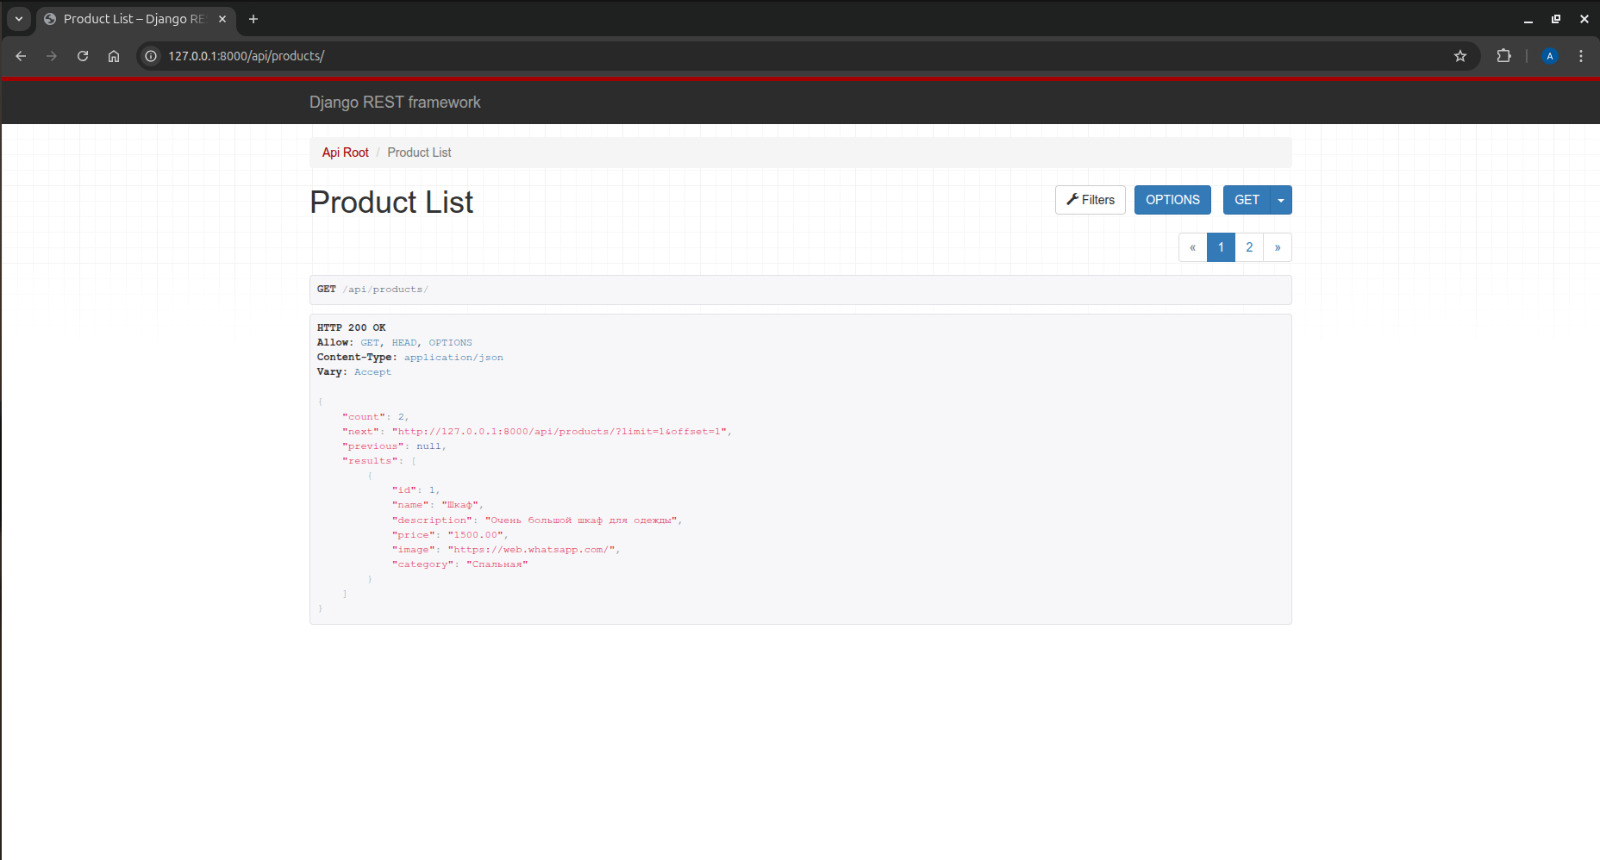 Product List – Django RE
127.0.0.1:8000/api/products/
A
Django REST framework
Api Root / Product List
Product List
Filters
OPTIONS
GET
« 1 2 »
GET /api/products/
HTTP 200 OK
Allow: GET, HEAD, OPTIONS
Content-Type: application/json
Vary: Accept
{
"count": 2,
"next": "http://127.0.0.1:8000/api/products/?limit=1&offset=1",
"previous": null,
"results": [
{
"id": 1,
"name": "Шкаф",
"description": "Очень большой шкаф для одежды",
"price": "1500.00",
"image": "https://web.whatsapp.com/",
"category": "Спальная"
}
]
}